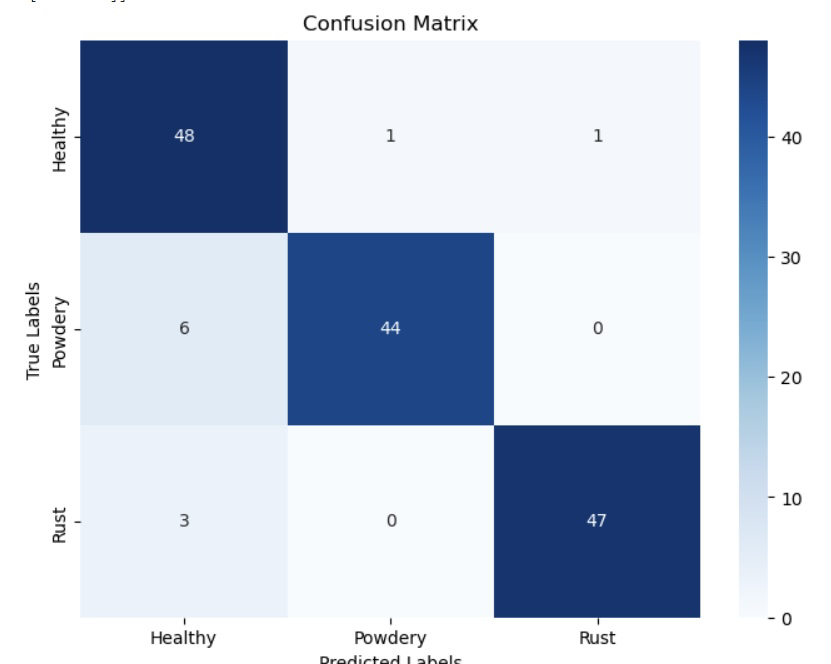 Confusion Matrix
Healthy
48
1
1
40
30
True Labels
Powdery
6
44
0
20
10
Rust
3
0
47
0
Healthy
Powdery
Rust
Predicted Labels